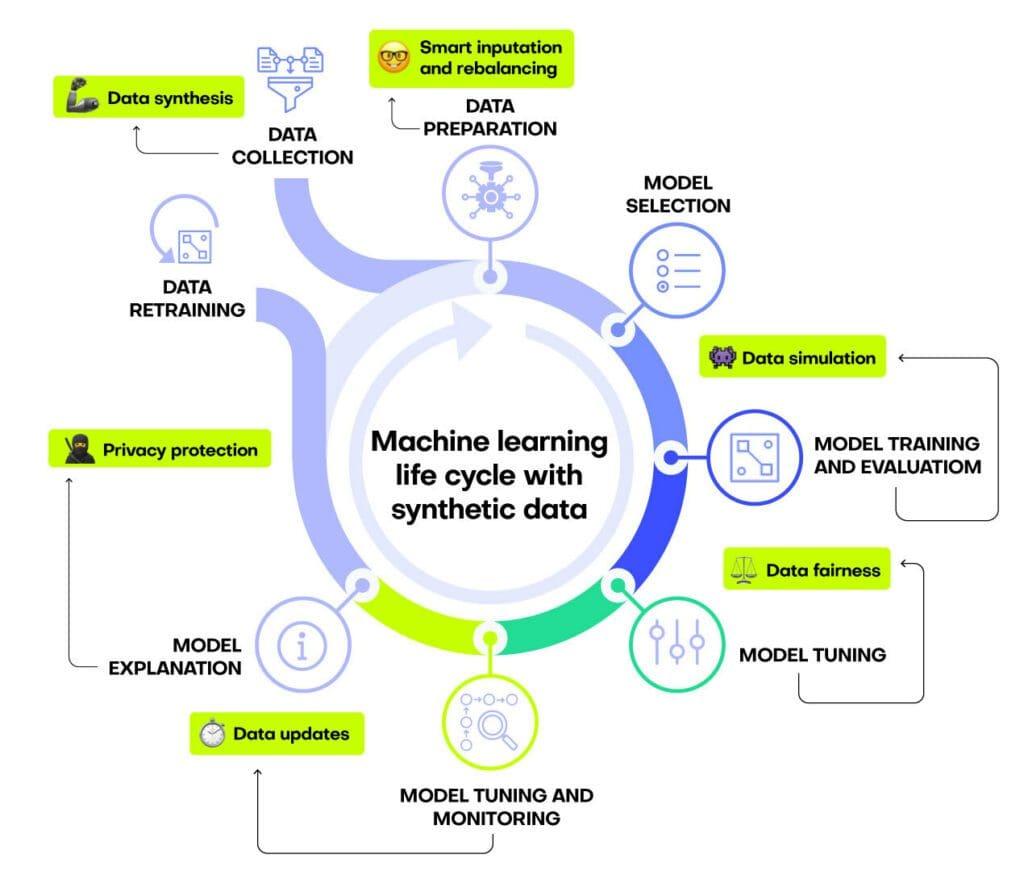 Smart inputation
and rebalancing
Data synthesis
DATA
COLLECTION
DATA
PREPARATION
MODEL
SELECTION
DATA
RETRAINING
Data simulation
Machine learning
life cycle with
synthetic data
MODEL TRAINING
AND EVALUATIOM
Privacy protection
Data fairness
MODEL TUNING
MODEL
EXPLANATION
Data updates
MODEL TUNING AND
MONITORING